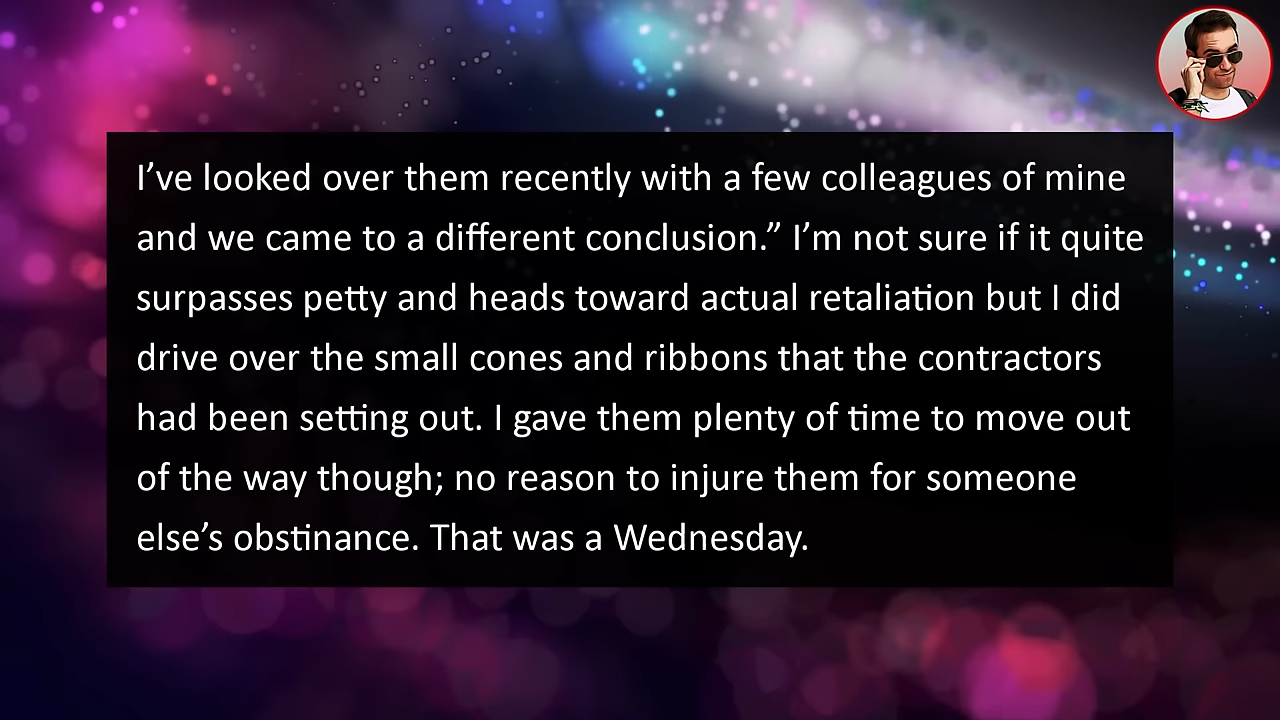 I’ve looked over them recently with a few colleagues of mine
and we came to a different conclusion.” I’m not sure if it quite
surpasses petty and heads toward actual retaliation but I did
drive over the small cones and ribbons that the contractors
had been setting out. I gave them plenty of time to move out
of the way though; no reason to injure them for someone
else’s obstinance. That was a Wednesday.